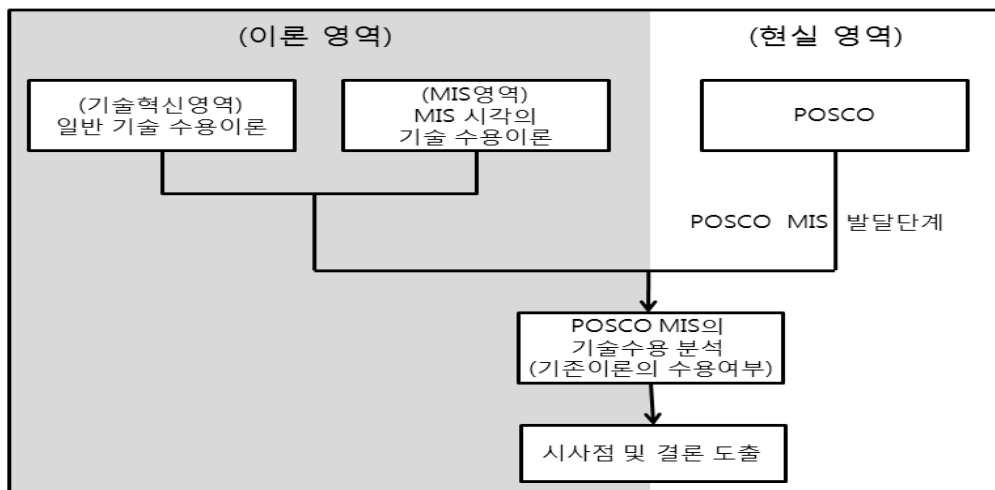 (이론 영역)
(현실 영역)
(기술혁신영역)
일반 기술 수용이론
(MIS영역)
MIS 시각의
기술 수용이론
POSCO
POSCO MIS 발달단계
POSCO MIS의
기술수용 분석
(기존이론의 수용여부)
시사점 및 결론 도출